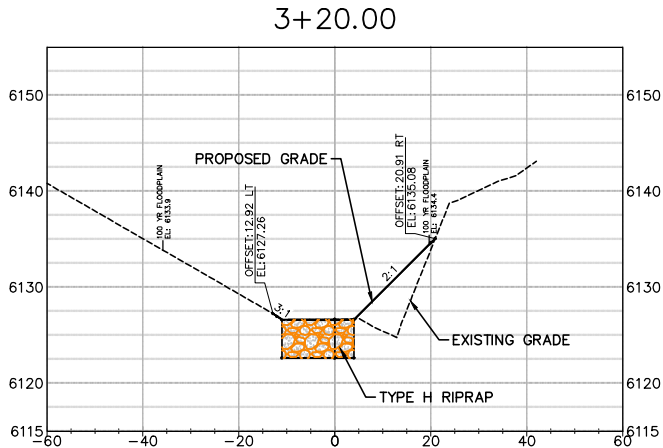 3+20.00
6150
6150
100 YR FLOODPLAIN
EL: 6133.9
OFFSET: 12.92 LT
EL: 6127.26
PROPOSED GRADE
OFFSET: 20.91 RT
EL: 6135.08
100 YR FLOODPLAIN
EL: 6134.4
6140
6140
6130
6130
3:1
2:1
EXISTING GRADE
TYPE H RIPRAP
6120
6120
6115
6115
-60
-40
-20
0
20
40
60